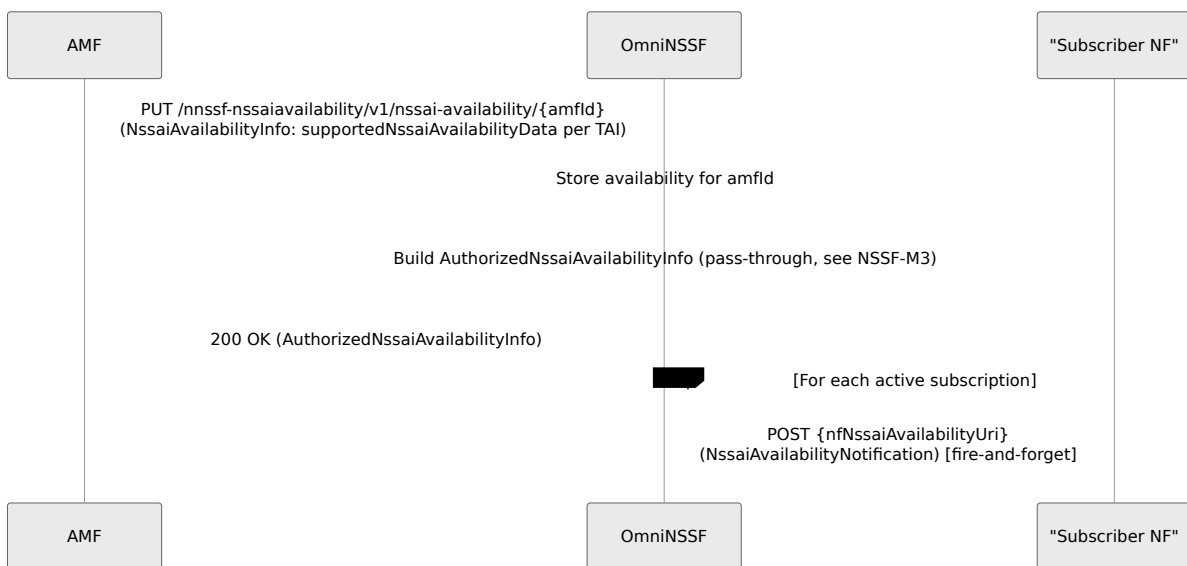 AMF
OmniNSSF
"Subscriber NF"
PUT /nnssf-nssaiavailability/v1/nssai-availability/{amfId}
(NssaiAvailabilityInfo: supportedNssaiAvailabilityData per TAI)
Store availability for amfId
Build AuthorizedNssaiAvailabilityInfo (pass-through, see NSSF-M3)
200 OK (AuthorizedNssaiAvailabilityInfo)
[For each active subscription]
POST {nfNssaiAvailabilityUri}
(NssaiAvailabilityNotification) [fire-and-forget]
AMF
OmniNSSF
"Subscriber NF"